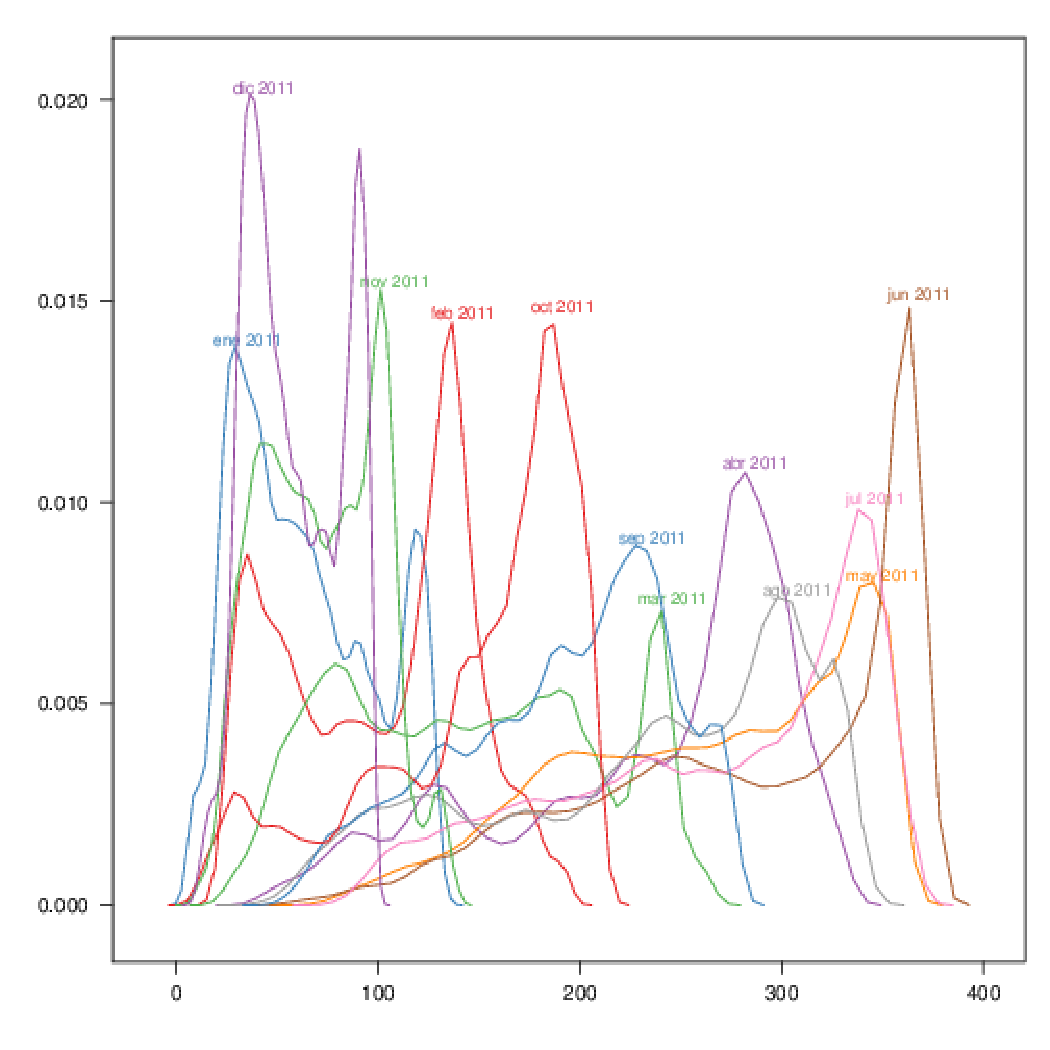 dic 2011
0.020
nov 2011
jun 2011
0.015
oct 2011
feb 2011
ene 2011
0.010
abr 2011
jul 2011
sep 2011
may 2011
ago 2011
mar 2011
0.005
0.000
0 100 200 300 400